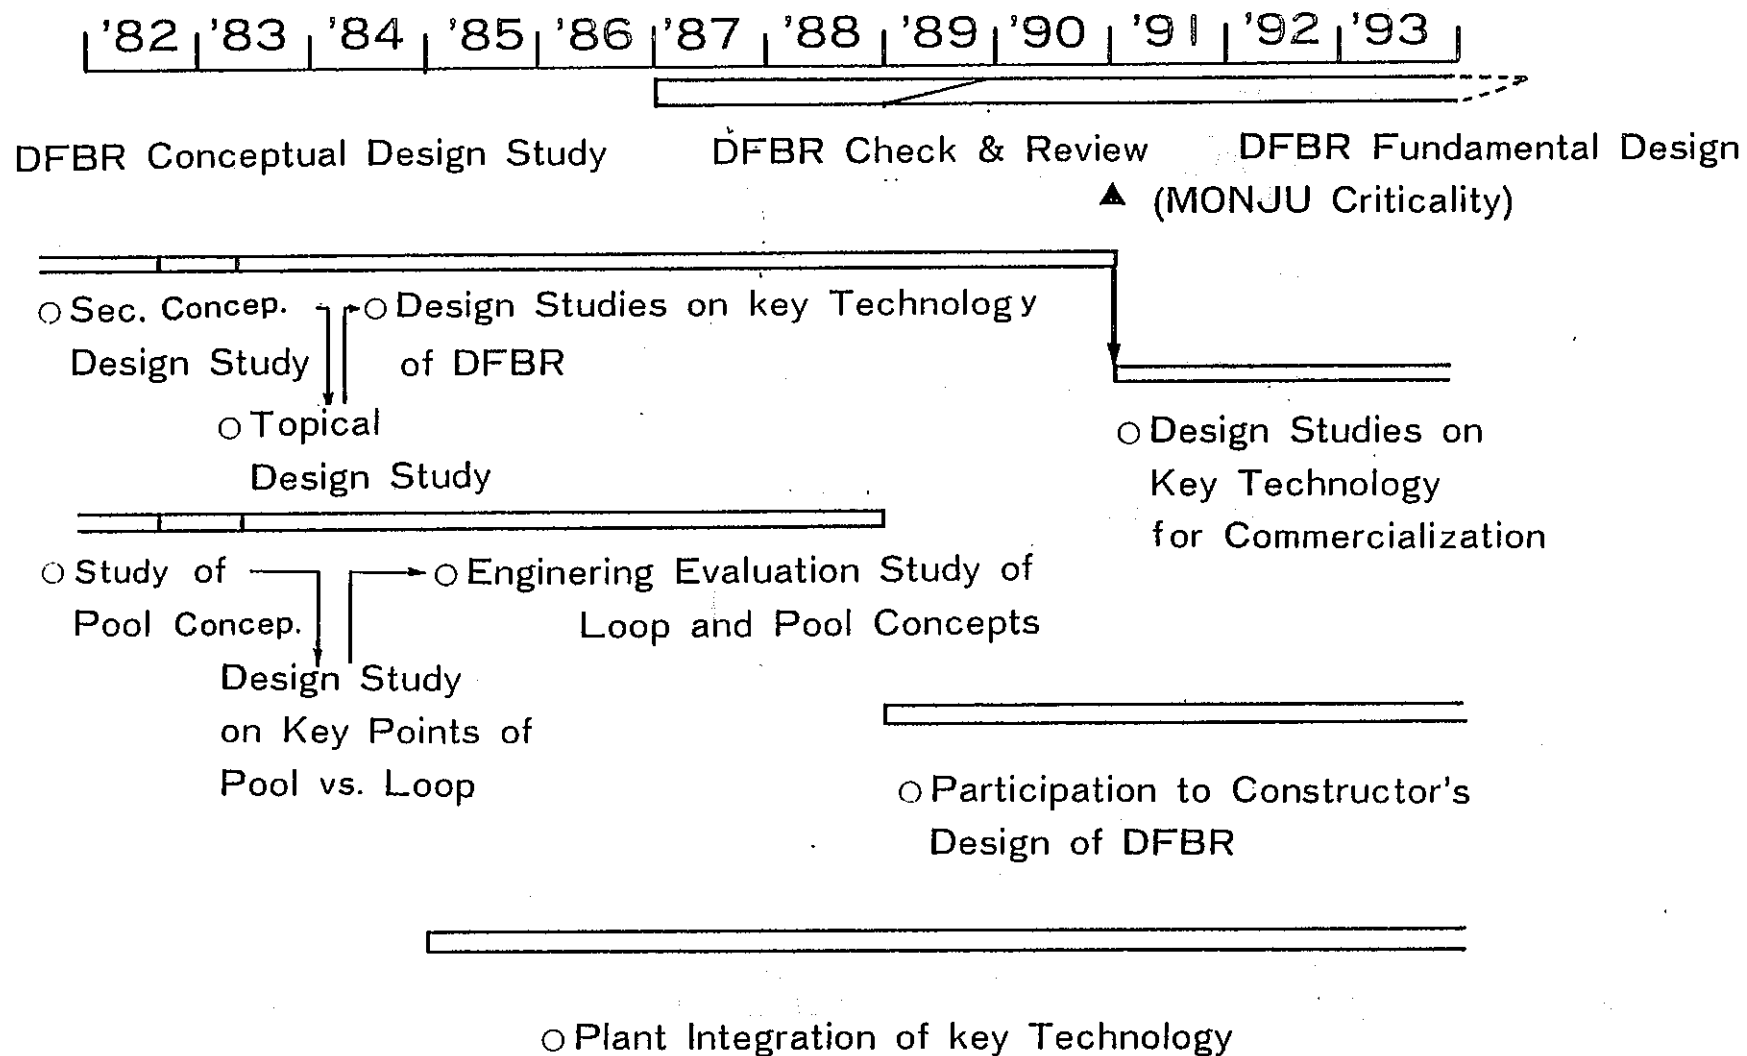 '82 '83 '84 '85 '86 '87 '88 '89 '90 '91 '92 '93
DFBR Conceptual Design Study DFBR Check & Review DFBR Fundamental Design
(MONJU Criticality)
○ Sec. Concep. ○ Design Studies on key Technology
Design Study of DFBR
○ Topical
Design Study
○ Design Studies on
Key Technology
for Commercialization
○ Study of ○ Enginering Evaluation Study of
Pool Concep. Loop and Pool Concepts
Design Study
on Key Points of
Pool vs. Loop
○ Participation to Constructor's
Design of DFBR
○ Plant Integration of key Technology